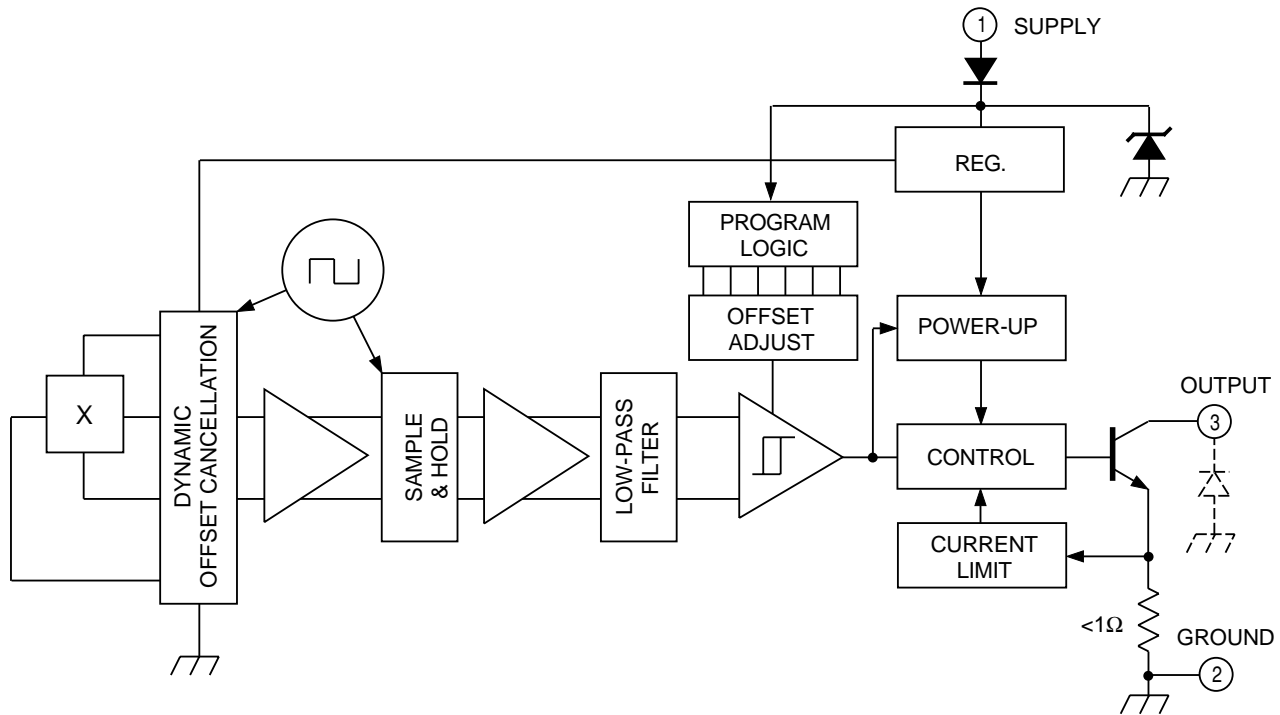 1 SUPPLY
REG.
PROGRAM
LOGIC
OFFSET
ADJUST
POWER-UP
DYNAMIC
OFFSET CANCELLATION
X
SAMPLE
& HOLD
LOW-PASS
FILTER
CONTROL
OUTPUT
3
CURRENT
LIMIT
<1Ω
GROUND
2